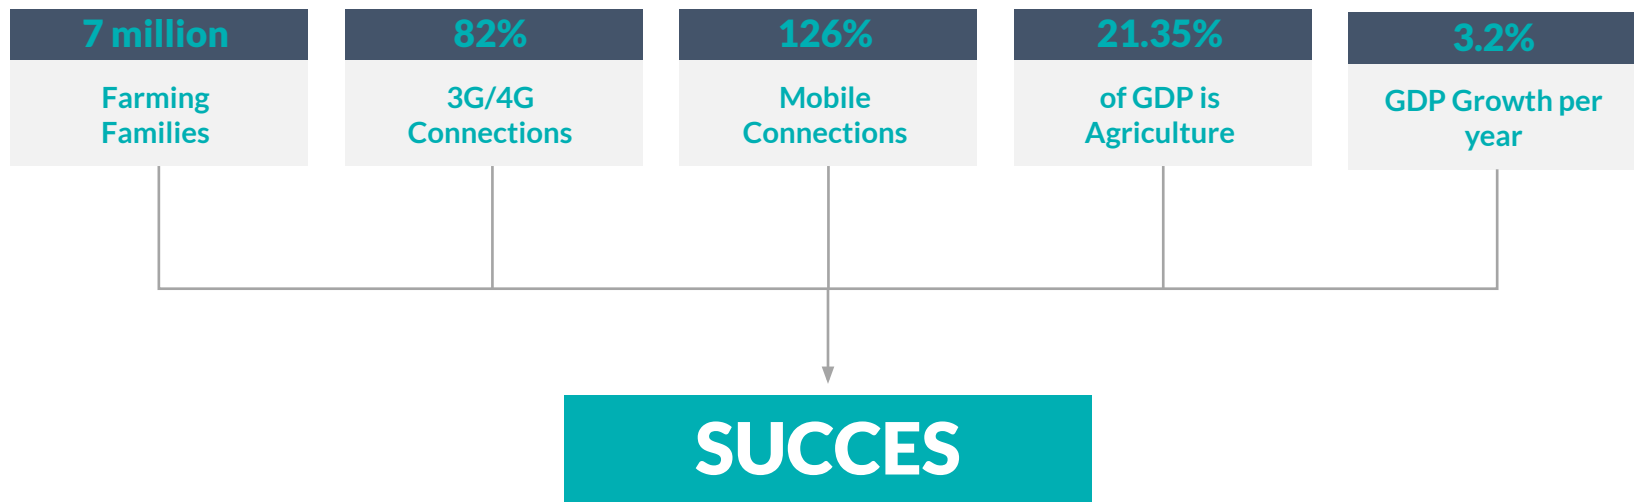 7 million
Farming
Families
82%
3G/4G
Connections
126%
Mobile
Connections
21.35%
of GDP is
Agriculture
3.2%
GDP Growth per
year
SUCCES